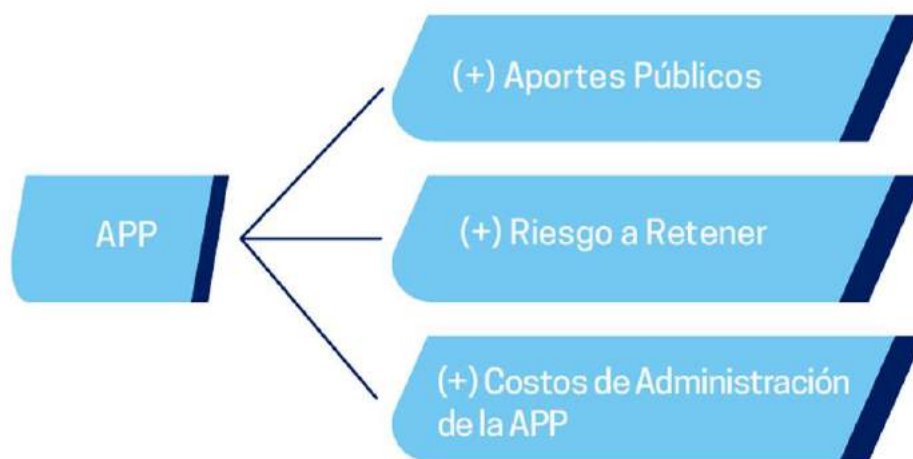 (+) Aportes Públicos
APP
(+) Riesgo a Retener
(+) Costos de Administración
de la APP